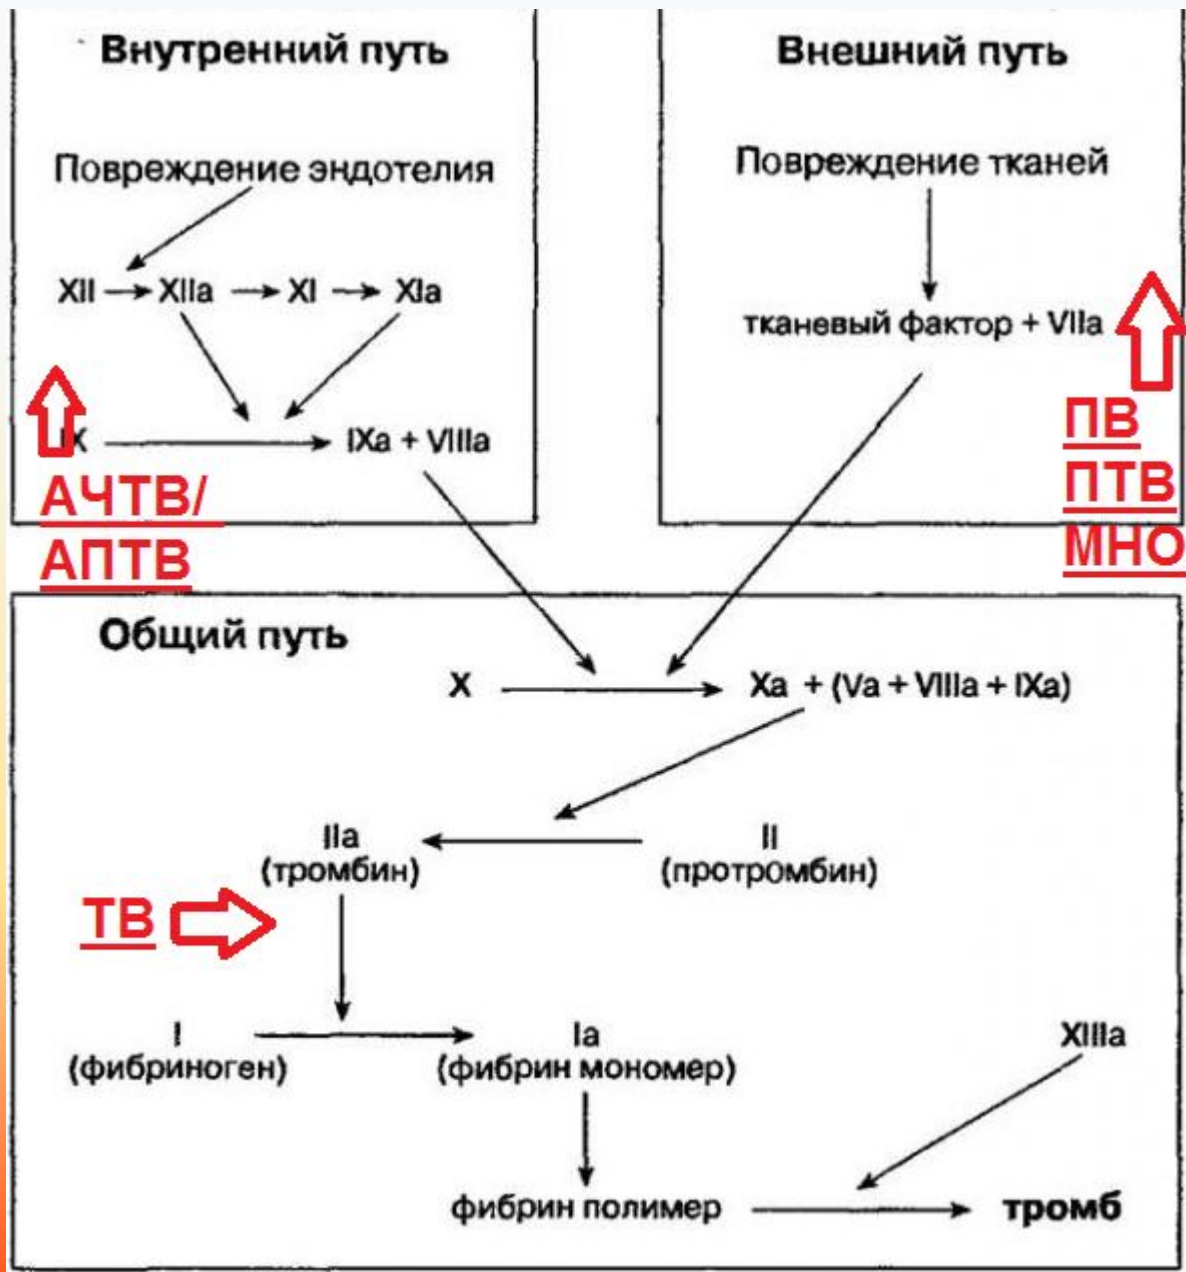 Внутренний путь
Повреждение эндотелия
XII → XIIa → XI → XIa
IX → IXa + VIIIa
АЧТВ/
АПТВ
Внешний путь
Повреждение тканей
тканевый фактор + VIIa
ПВ
ПТВ
МНО
Общий путь
X → Xa + (Va + VIIIa + IXa)
IIa
(тромбин)
II
(протромбин)
ТВ
I
(фибриноген)
Ia
(фибрин мономер)
XIIIa
фибрин полимер → тромб